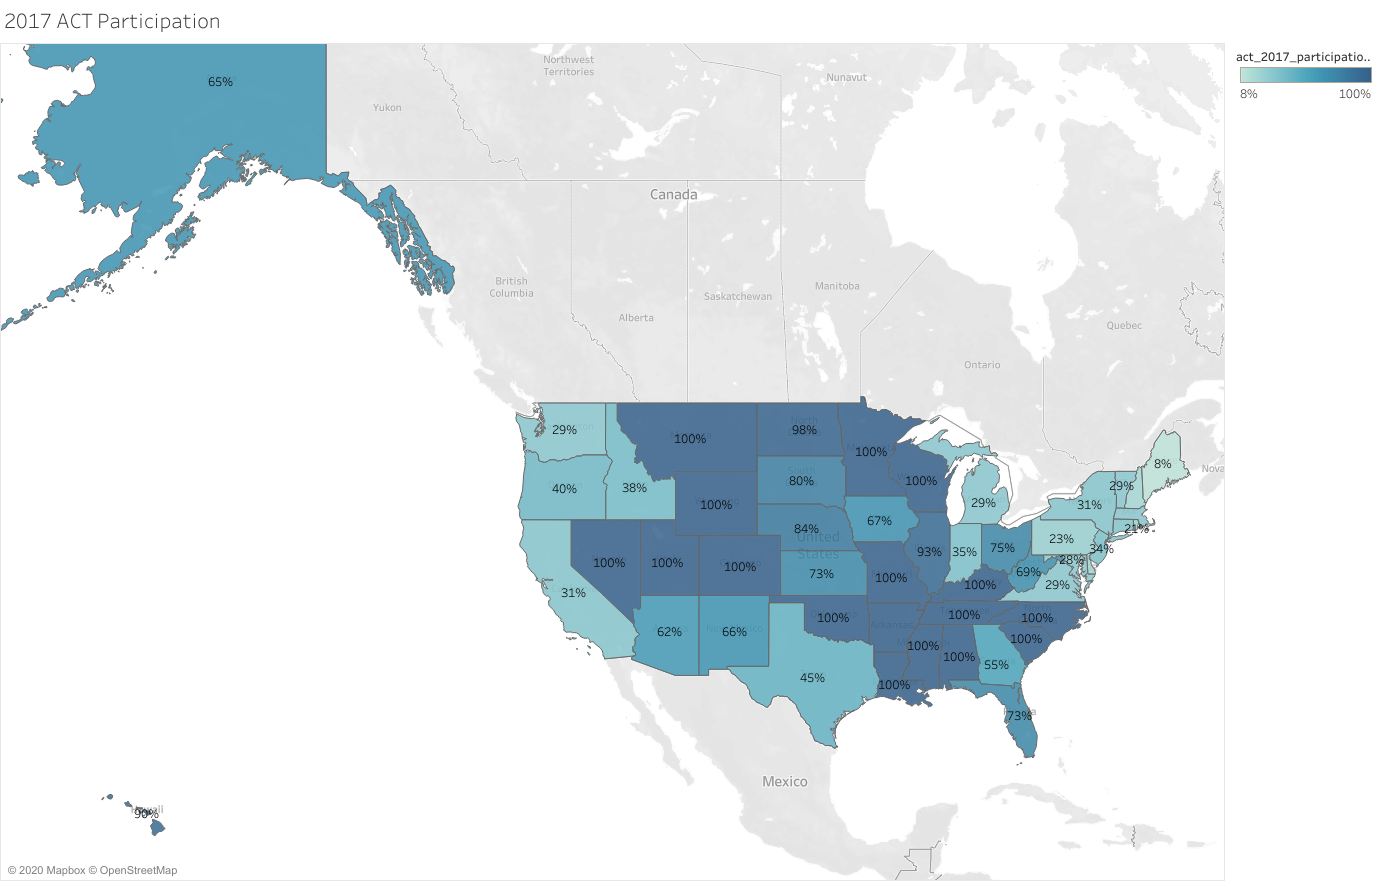 2017 ACT Participation
act_2017_participatio..
8%
100%
65%
Northwest
Territories
Nunavut
Yukon
Canada
British
Columbia
Alberta
Saskatchewan
Manitoba
Ontario
Quebec
Nova
29%
100%
98%
100%
100%
40%
38%
100%
80%
67%
29%
31%
29%
8%
21%
84%
United
States
93%
35%
75%
23%
34%
28%
100%
100%
100%
73%
100%
100%
69%
29%
31%
62%
66%
100%
Arkansas
100%
100%
100%
100%
100%
55%
45%
100%
73%
Mexico
Hawaii
90%
© 2020 Mapbox © OpenStreetMap